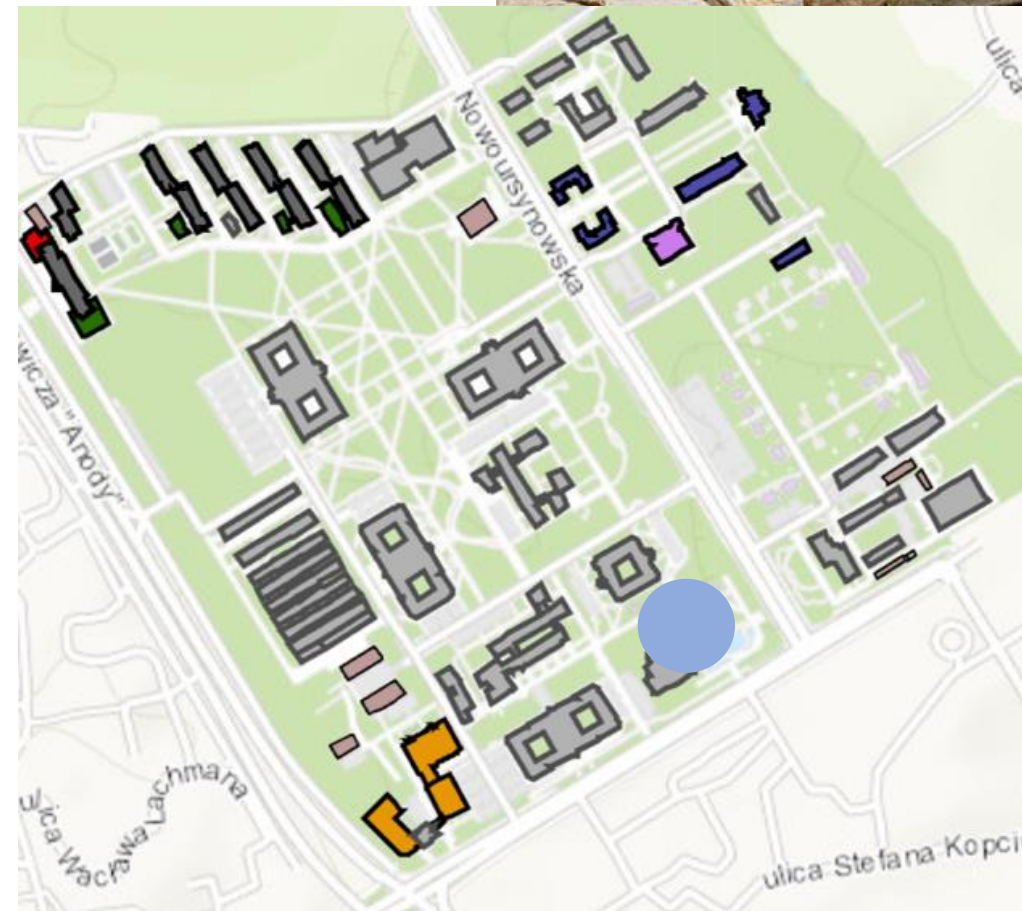 ulica
Nowoursynowska
wicza "Anody"
ulica Wacława Lachmana
ulica Stefana Kopci